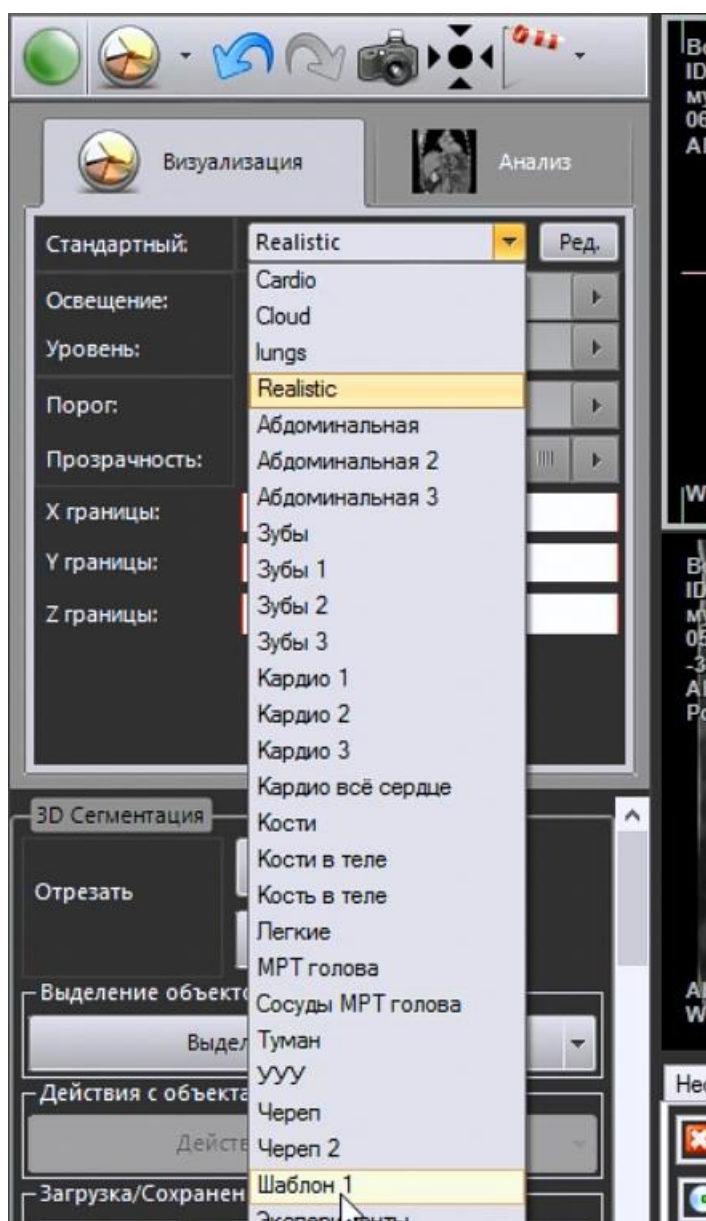 Визуализация
Анализ
Стандартный:
Realistic
Ред.
Освещение:
Уровень:
Порог:
Прозрачность:
X границы:
Y границы:
Z границы:
Cardio
Cloud
lungs
Realistic
Абдоминальная
Абдоминальная 2
Абдоминальная 3
Зубы
Зубы 1
Зубы 2
Зубы 3
Кардио 1
Кардио 2
Кардио 3
Кардио всё сердце
Кости
Кости в теле
Кость в теле
Легкие
МРТ голова
Сосуды МРТ голова
Туман
УУУ
Череп
Череп 2
Шаблон 1
3D Сегментация
Отрезать
Выделение
Действия с
ID